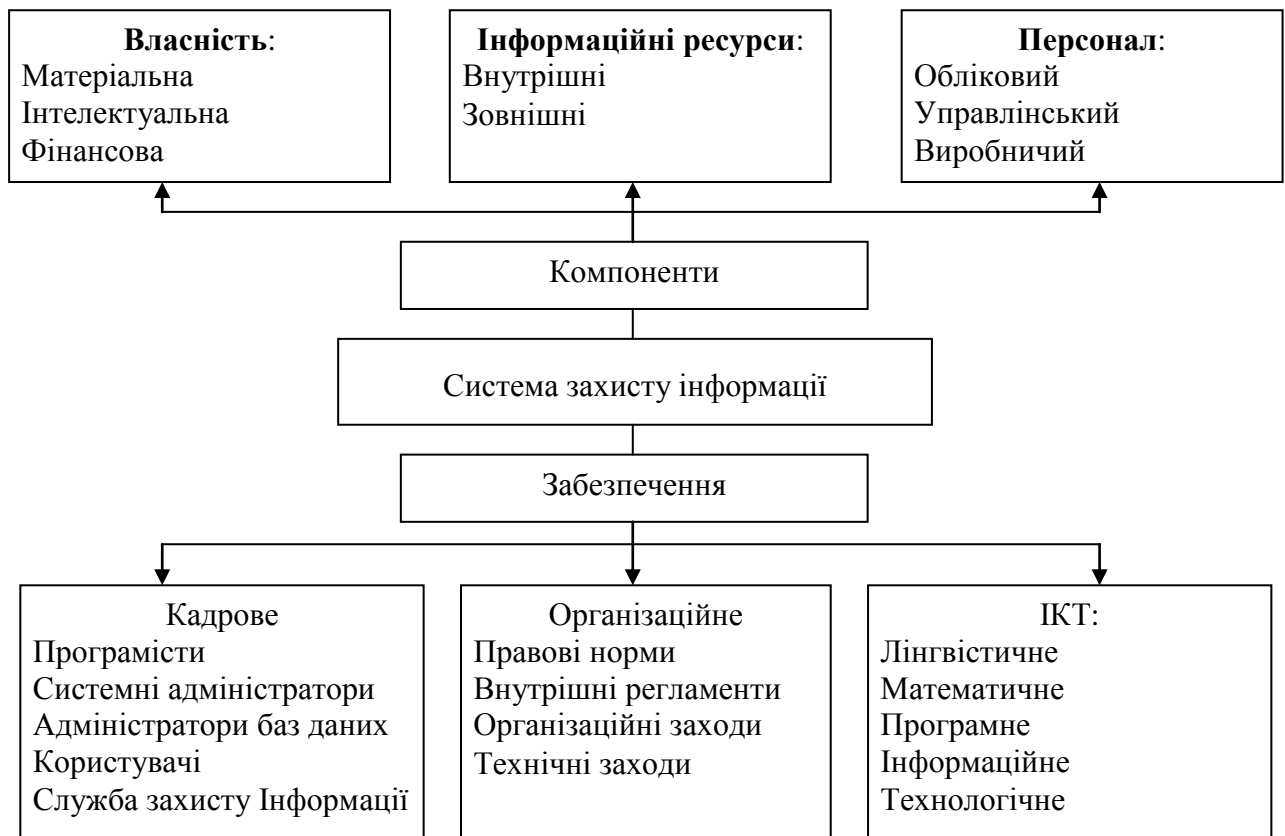 Власність:
Матеріальна
Інтелектуальна
Фінансова
Інформаційні ресурси:
Внутрішні
Зовнішні
Персонал:
Обліковий
Управлінський
Виробничий
Компоненти
Система захисту інформації
Забезпечення
Кадрове
Програмісти
Системні адміністратори
Адміністратори баз даних
Користувачі
Служба захисту Інформації
Організаційне
Правові норми
Внутрішні регламенти
Організаційні заходи
Технічні заходи
ІКТ:
Лінгвістичне
Математичне
Програмне
Інформаційне
Технологічне